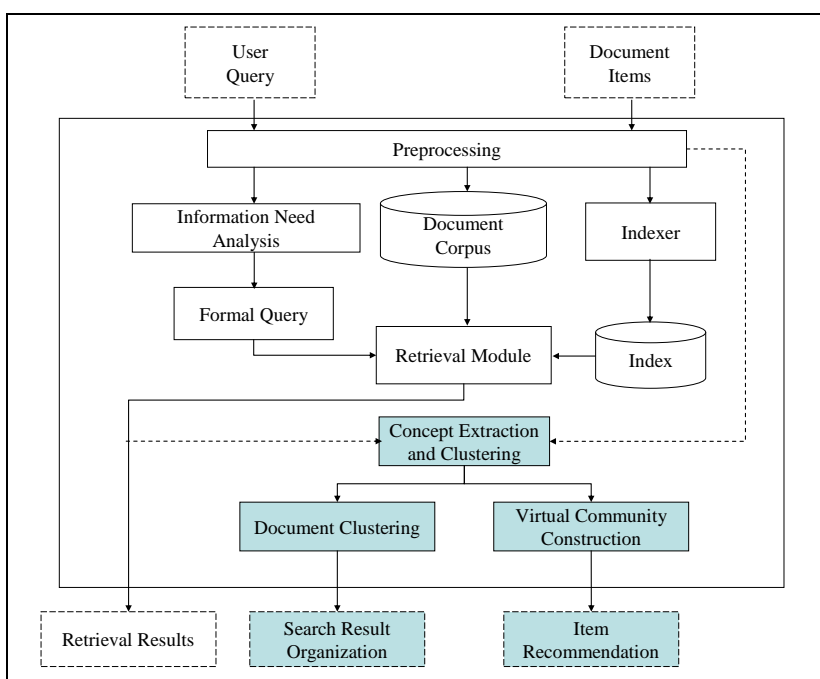 User
Query
Document
Items
Preprocessing
Information Need
Analysis
Document
Corpus
Indexer
Formal Query
Retrieval Module
Index
Concept Extraction
and Clustering
Document Clustering
Virtual Community
Construction
Retrieval Results
Search Result
Organization
Item
Recommendation